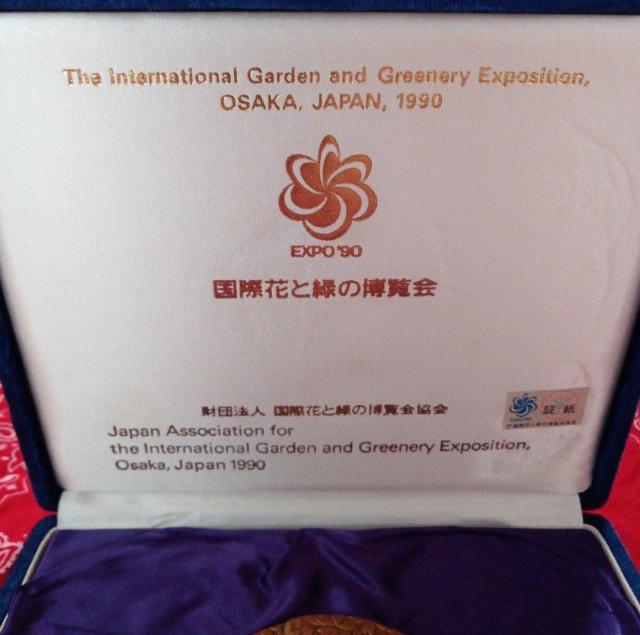 The International Garden and Greenery Exposition,
OSAKA, JAPAN, 1990
EXPO '90
国際花と緑の博覧会
財団法人 国際花と緑の博覧会協会
Japan Association for
the International Garden and Greenery Exposition,
Osaka, Japan 1990
証紙